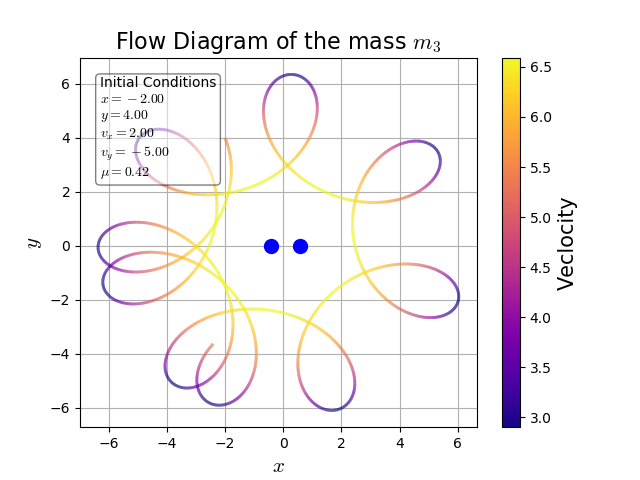 Flow Diagram of the mass m₃
Initial Conditions
x = −2.00
y = 4.00
vₓ = 2.00
v_y = −5.00
μ = 0.42
6
4
2
0
−2
−4
−6
y
−6 −4 −2 0 2 4 6
x
6.5
6.0
5.5
5.0
4.5
4.0
3.5
3.0
Veclocity